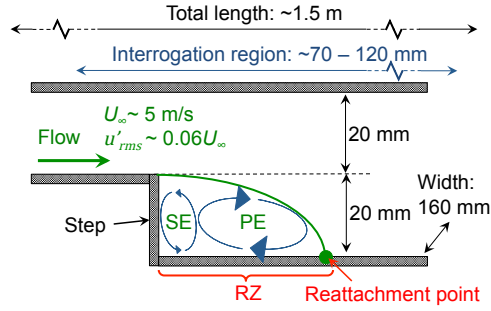 Total length: ~1.5 m
Interrogation region: ~70 – 120 mm
U∞ ~ 5 m/s
Flow
u'rms ~ 0.06U∞
20 mm
Step
SE
PE
20 mm
Width:
160 mm
RZ
Reattachment point